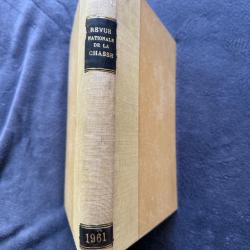 REVUE
NATIONALE
DE LA
CHASSE
1961